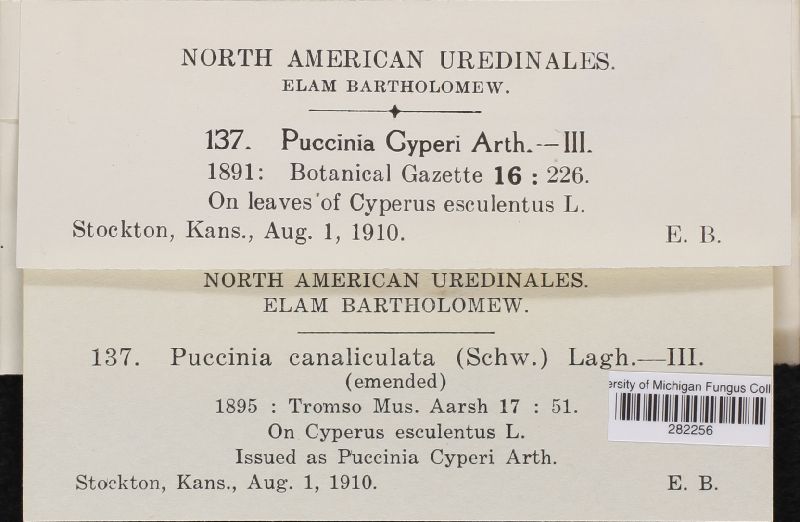 NORTH AMERICAN UREDINALES.
ELAM BARTHOLOMEW.
137. Puccinia Cyperi Arth.—III.
1891: Botanical Gazette 16 : 226.
On leaves of Cyperus esculentus L.
Stockton, Kans., Aug. 1, 1910. E. B.
NORTH AMERICAN UREDINALES.
ELAM BARTHOLOMEW.
137. Puccinia canaliculata (Schw.) Lagh.—III.
(emended)
1895 : Tromso Mus. Aarsh 17 : 51.
On Cyperus esculentus L.
Issued as Puccinia Cyperi Arth.
Stockton, Kans., Aug. 1, 1910. E. B.
ersity of Michigan Fungus Coll
282256